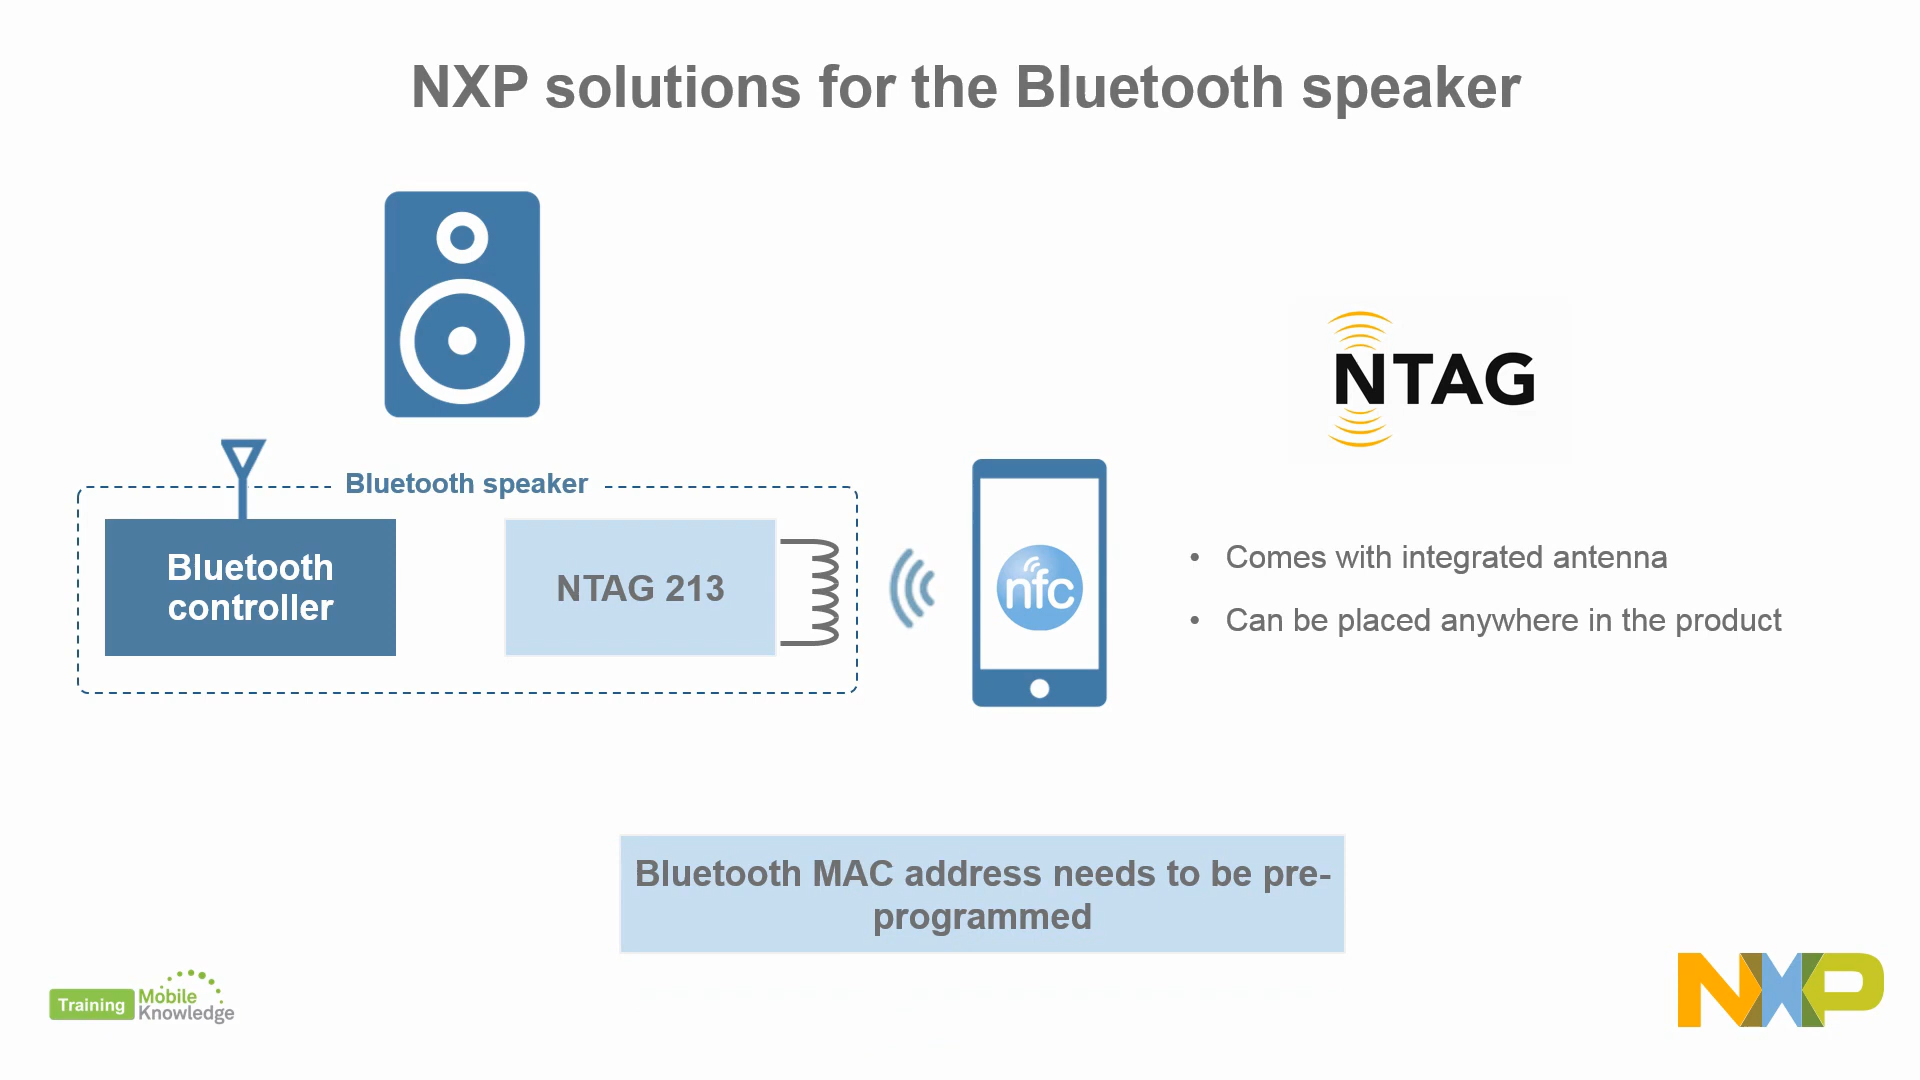 NXP solutions for the Bluetooth speaker
NTAG
Bluetooth speaker
Bluetooth
controller
NTAG 213
nfc
• Comes with integrated antenna
• Can be placed anywhere in the product
Bluetooth MAC address needs to be pre-
programmed
Training
Mobile
Knowledge
NXP